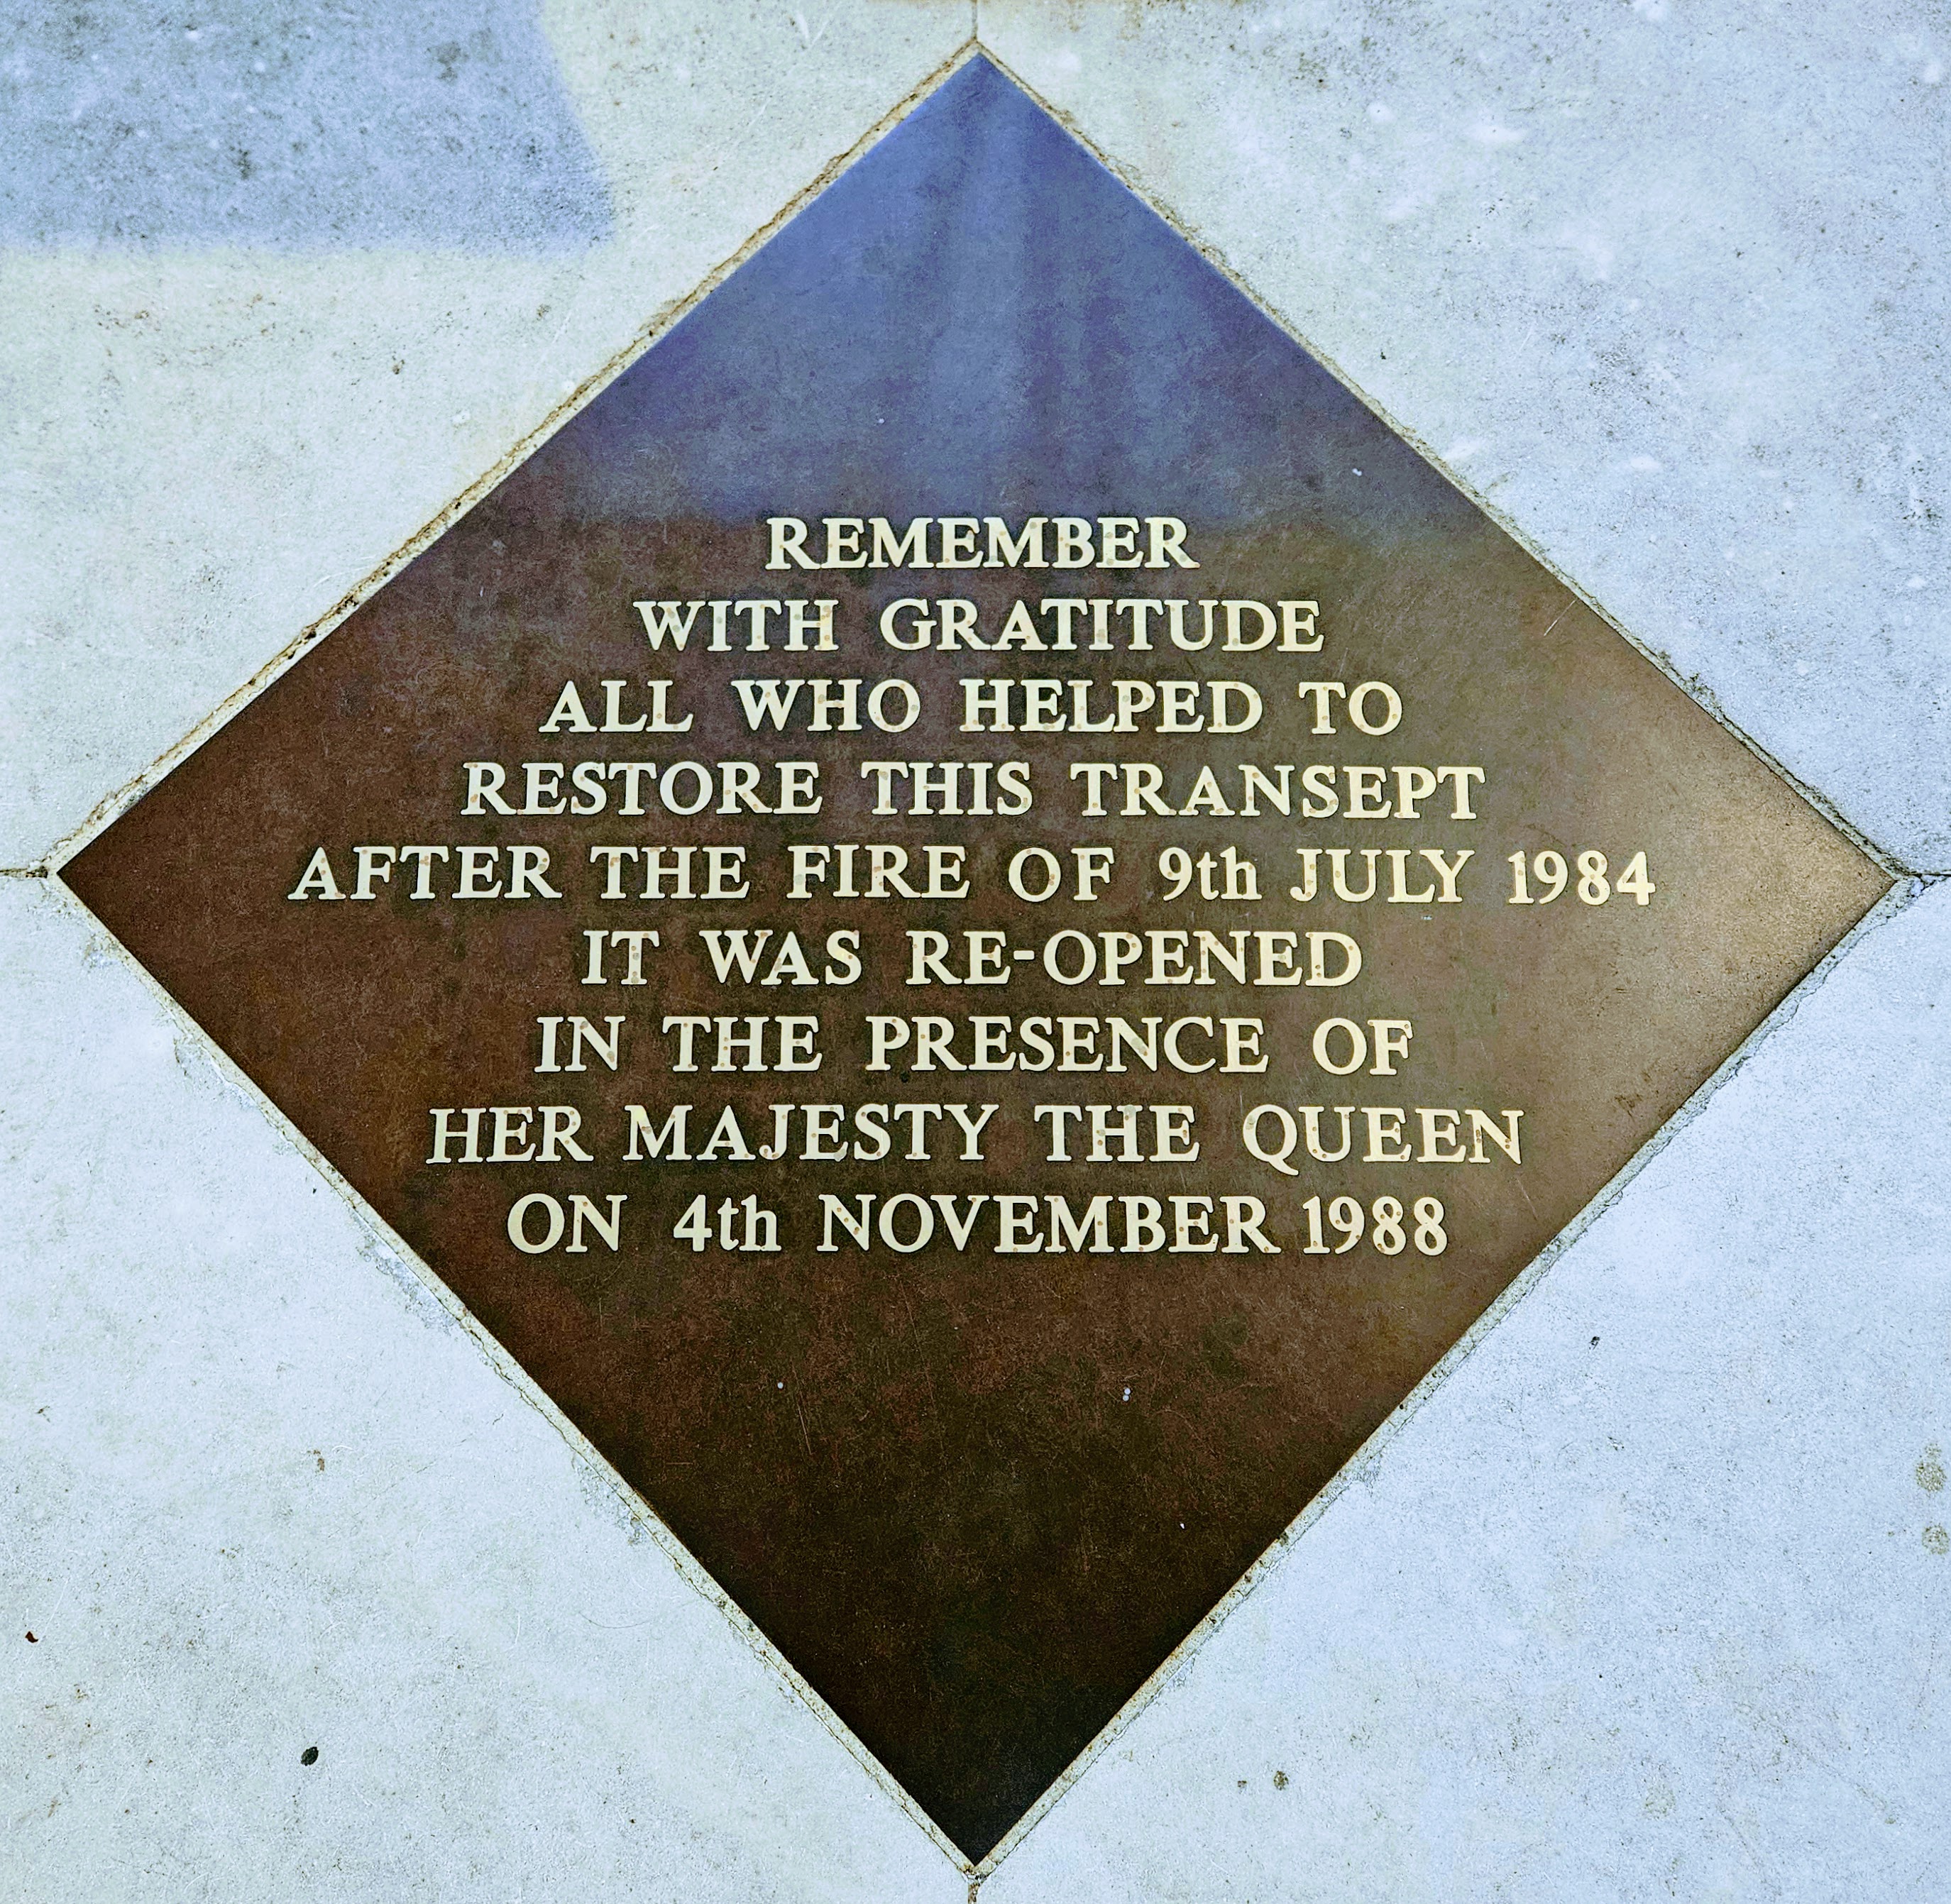 REMEMBER
WITH GRATITUDE
ALL WHO HELPED TO
RESTORE THIS TRANSEPT
AFTER THE FIRE OF 9th JULY 1984
IT WAS RE-OPENED
IN THE PRESENCE OF
HER MAJESTY THE QUEEN
ON 4th NOVEMBER 1988